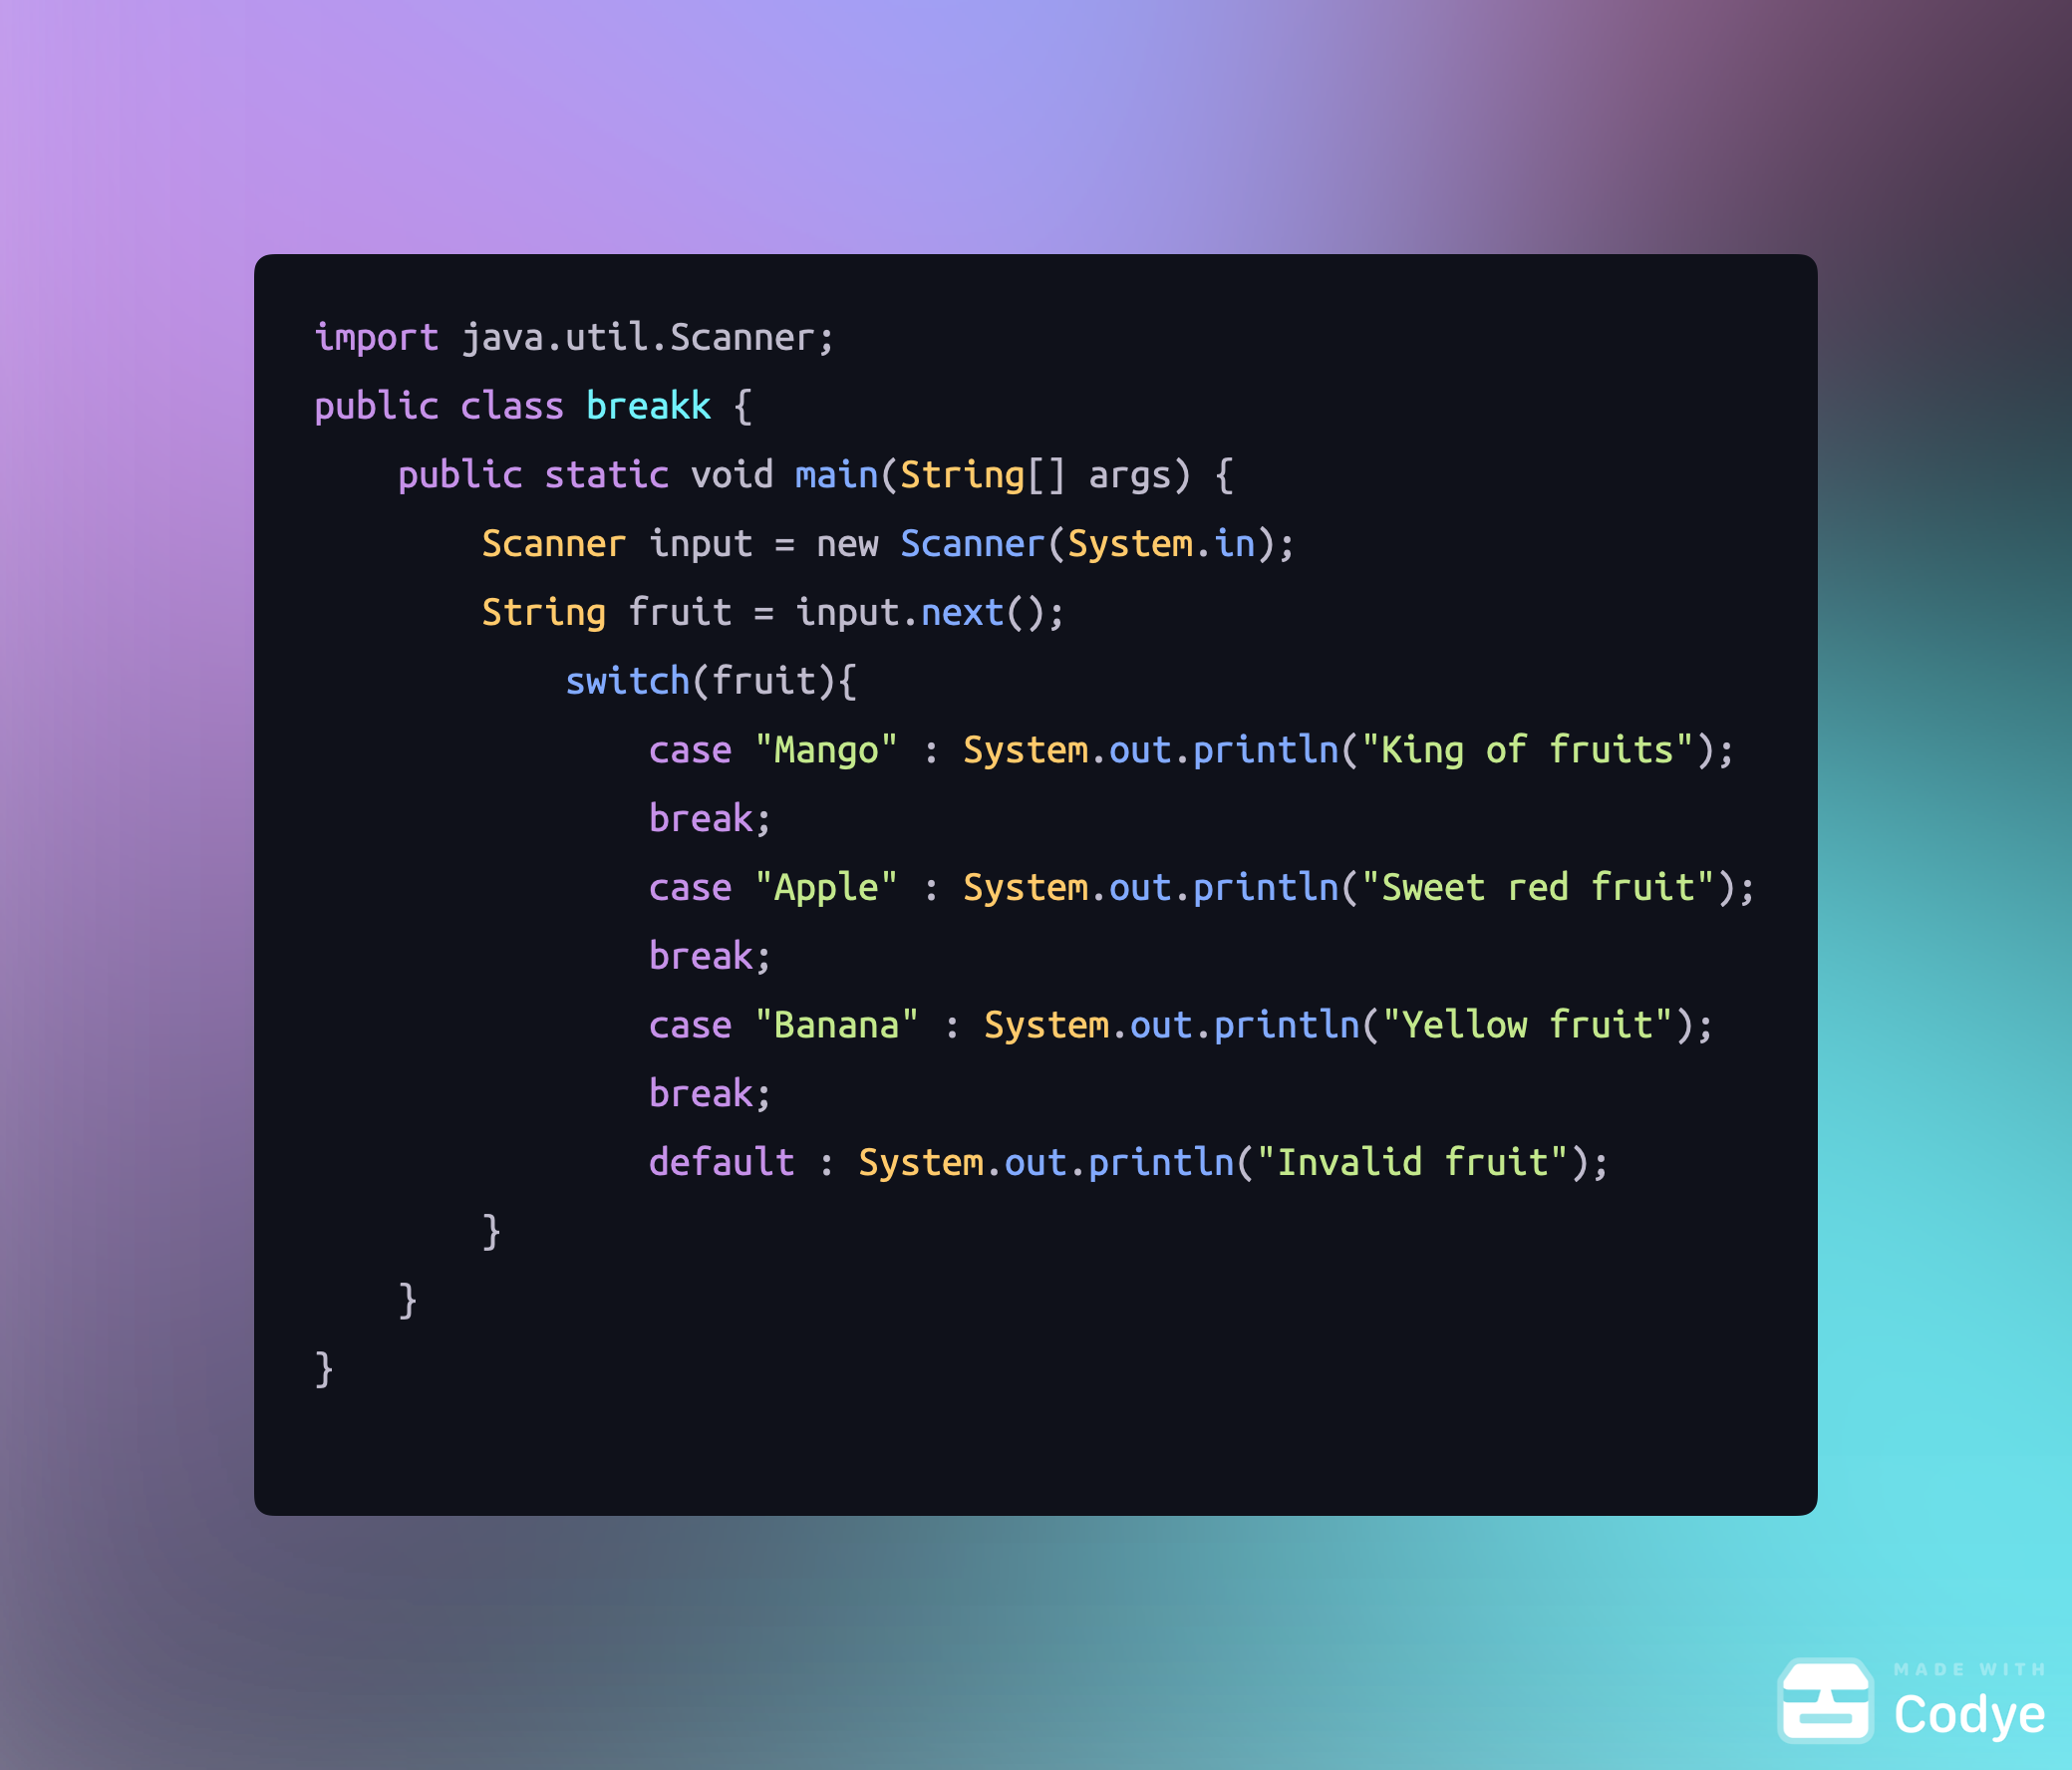 import java.util.Scanner;
public class breakk {
    public static void main(String[] args) {
        Scanner input = new Scanner(System.in);
        String fruit = input.next();
            switch(fruit){
                case "Mango" : System.out.println("King of fruits");
                break;
                case "Apple" : System.out.println("Sweet red fruit");
                break;
                case "Banana" : System.out.println("Yellow fruit");
                break;
                default : System.out.println("Invalid fruit");
        }
    }
}
MADE WITH
Codye